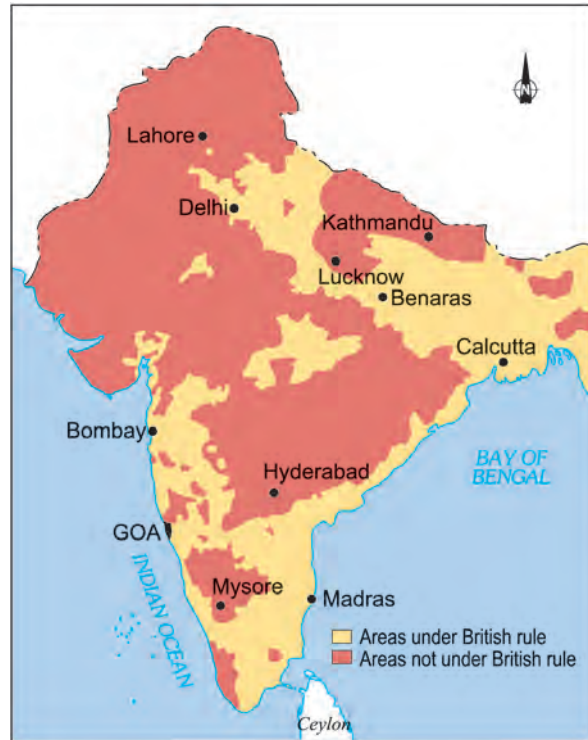 N
Lahore
Delhi
Kathmandu
Lucknow
Benaras
Calcutta
Bombay
BAY OF
BENGAL
Hyderabad
GOA
INDIAN OCEAN
Mysore
Madras
Areas under British rule
Areas not under British rule
Ceylon